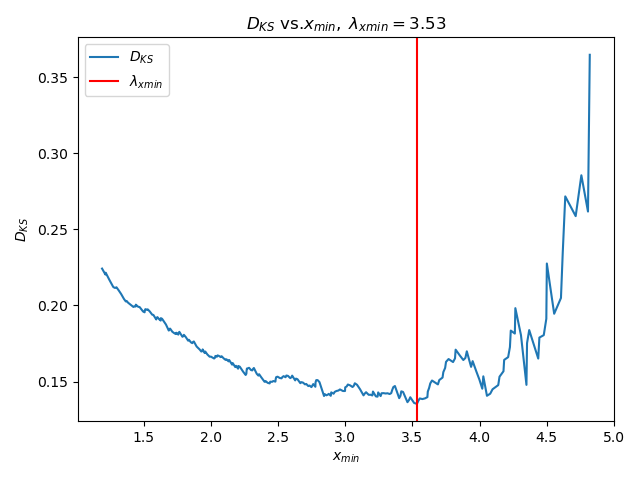 D_KS vs.x_min, λ_xmin = 3.53
D_KS
λ_xmin
0.35
0.30
0.25
0.20
0.15
D_KS
1.5 2.0 2.5 3.0 3.5 4.0 4.5 5.0
x_min